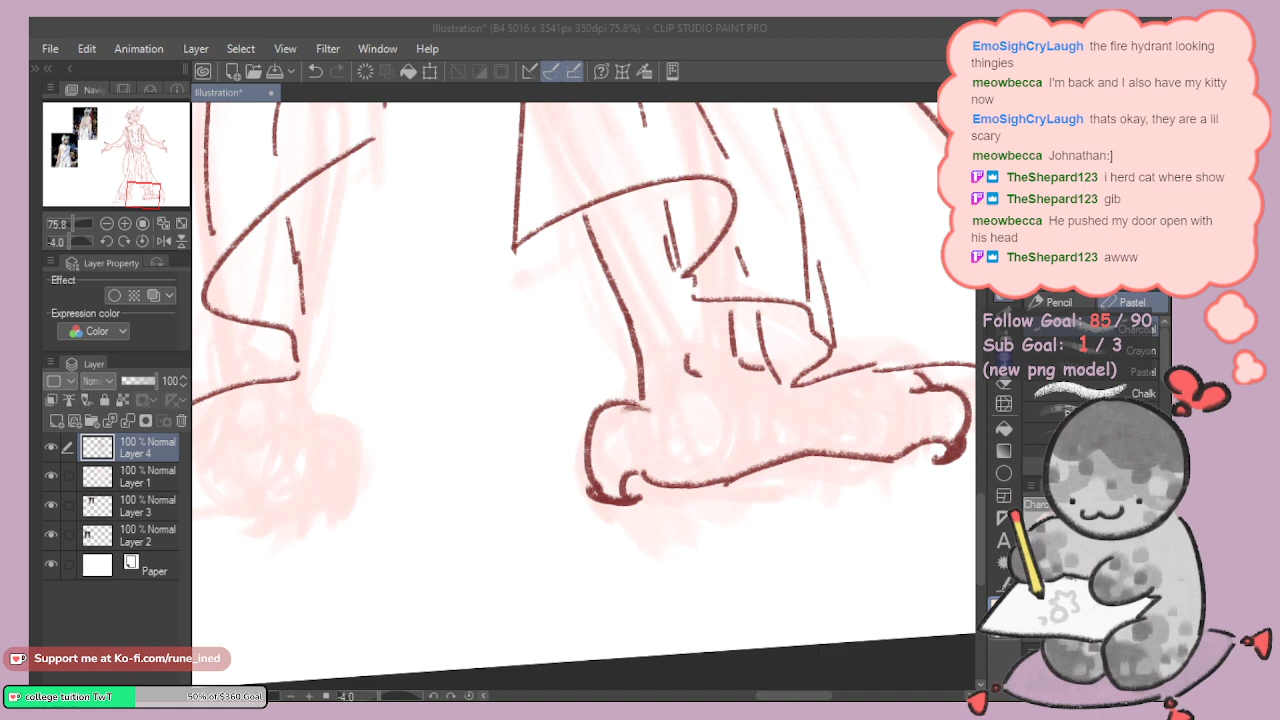 Illustration* (B4 5016 x 3541px 350dpi 75.8%) - CLIP STUDIO PAINT PRO
File Edit Animation Layer Select View Filter Window Help
Navi
Illustration*
75.8
-4.0
Layer Property
Effect
Expression color
Color
Layer
100
100 % Normal
Layer 4
100 % Normal
Layer 1
100 % Normal
Layer 3
100 % Normal
Layer 2
Paper
-4.0
Support me at Ko-fi.com/rune_ined
college tuition TwT 50% of $360 Goal
EmoSighCryLaugh the fire hydrant looking
thingies
meowbecca I'm back and I also have my kitty
now
EmoSighCryLaugh thats okay, they are a lil
scary
meowbecca Johnathan:]
TheShepard123 i herd cat where show
TheShepard123 gib
meowbecca He pushed my door open with
his head
TheShepard123 awww
Pencil Pastel
Follow Goal: 85 / 90
Sub Goal: 1 / 3
(new png model)
Charcoal
Crayon
Pastel
Chalk